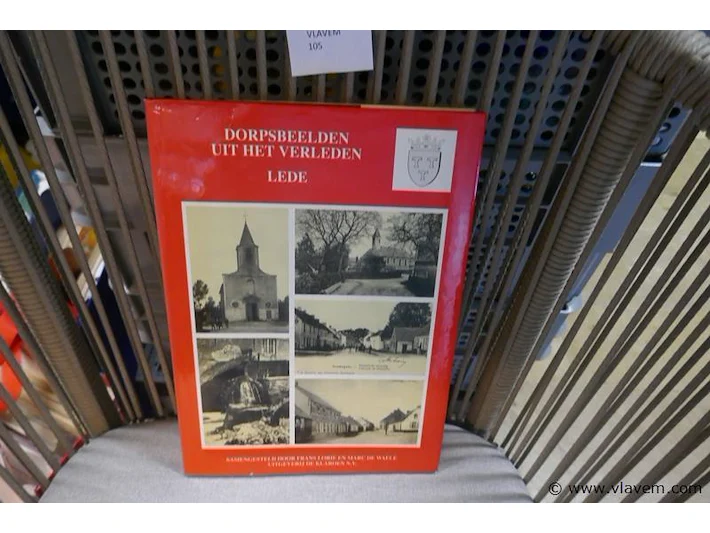 VLAVEM
105
DORPSBEELDEN
UIT HET VERLEDEN
LEDE
SAMENGESTELD DOOR FRANS LORIE EN MARC DE WAELE
UITGEVERIJ DE KLAROEN N.V.
© www.vlavem.com